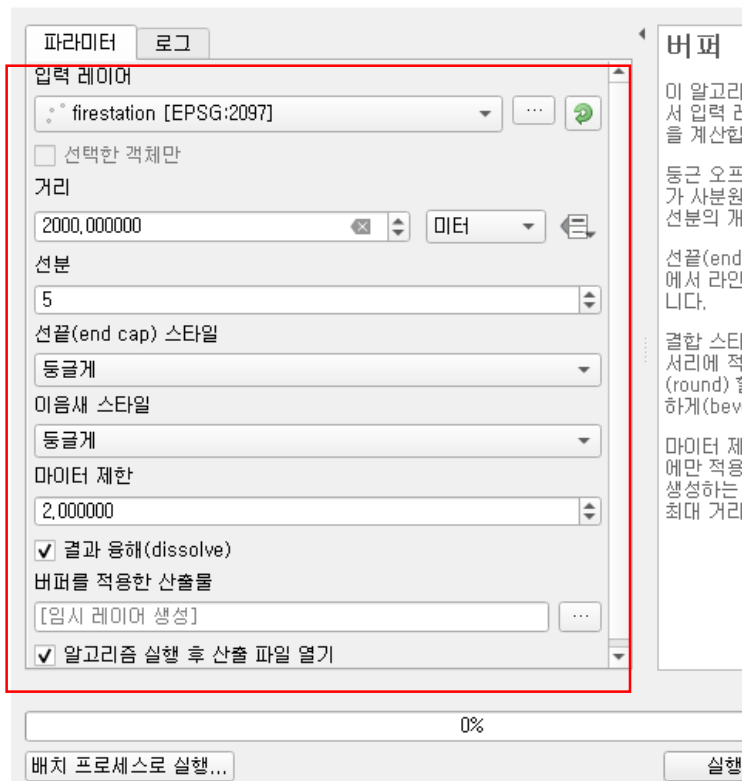 파라미터 로그
입력 레이어
firestation [EPSG:2097]
선택한 객체만
거리
2000,000000 미터
선분
5
선끝(end cap) 스타일
둥글게
이음새 스타일
둥글게
마이터 제한
2,000000
결과 융해(dissolve)
버퍼를 적용한 산출물
[임시 레이어 생성]
알고리즘 실행 후 산출 파일 열기
버퍼
이 알고리
서 입력 레
을 계산합
둥근 오프
가 사분원
선분의 개
선끝(end
에서 라인
니다.
결합 스타
서리에 적
(round)
하게(bev
마이터 제
에만 적용
생성하는
최대 거리
0%
배치 프로세스로 실행... 실행